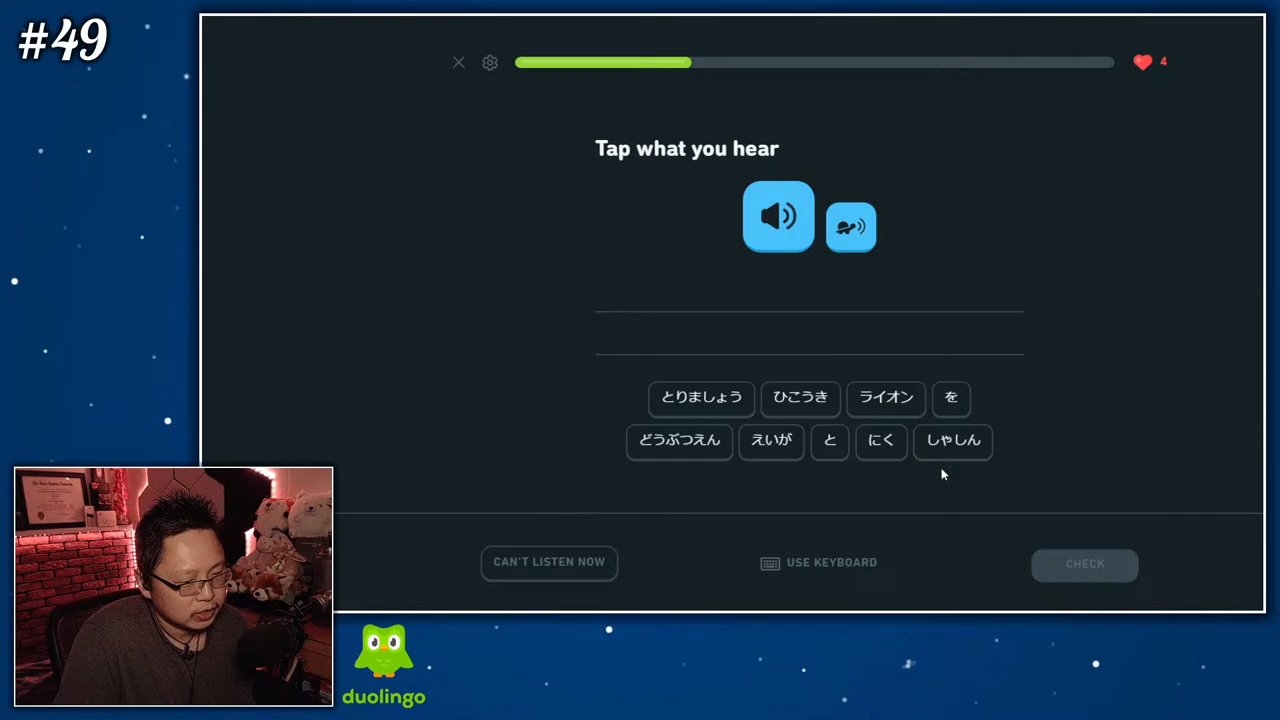 #49
4
Tap what you hear
とりましょう ひこうき ライオン を
どうぶつえん えいが と にく しゃしん
CAN'T LISTEN NOW
USE KEYBOARD
CHECK
duolingo